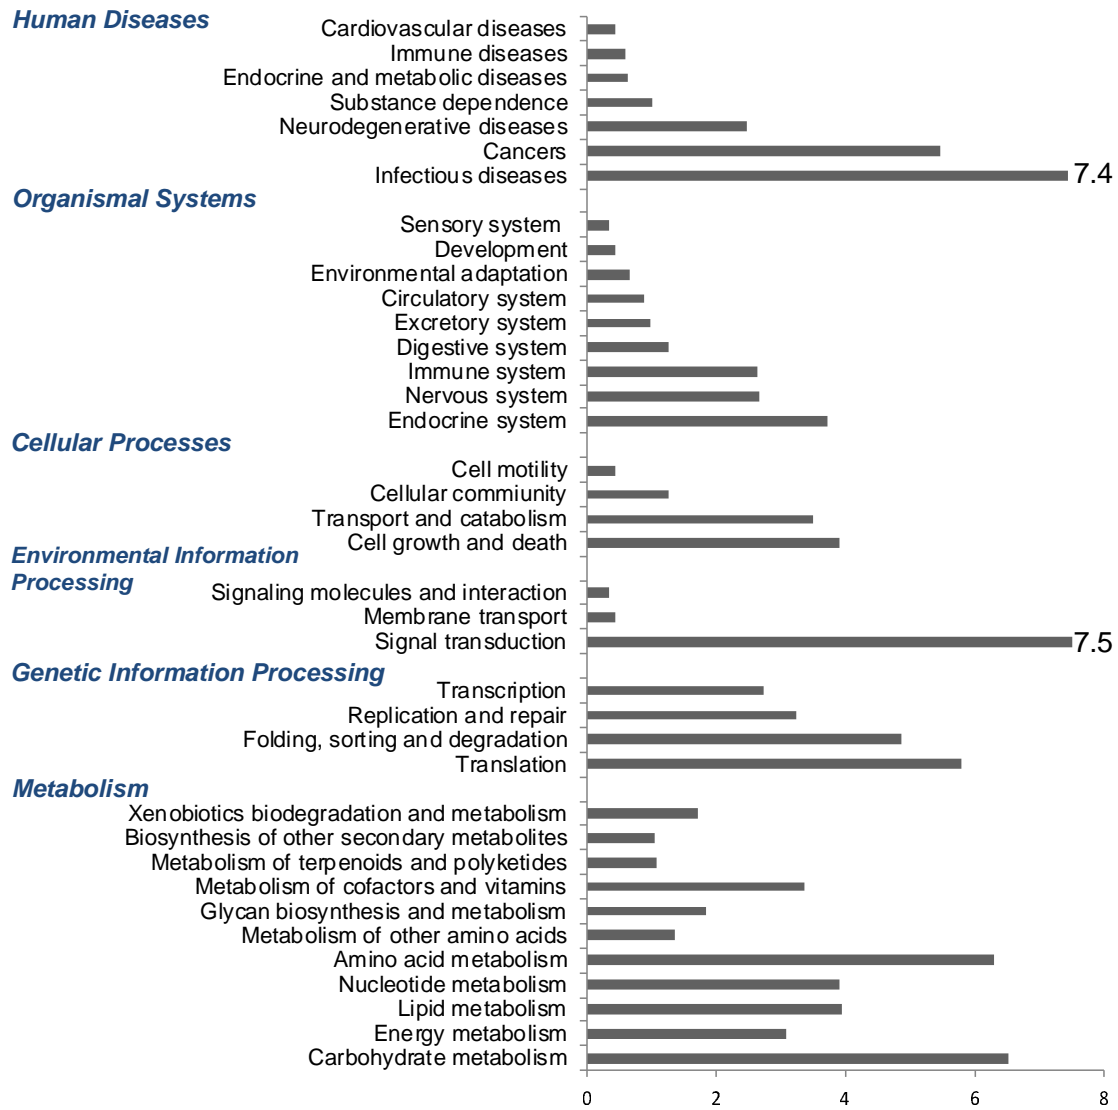 Human Diseases
Cardiovascular diseases
Immune diseases
Endocrine and metabolic diseases
Substance dependence
Neurodegenerative diseases
Cancers
Infectious diseases 7.4
Organismal Systems
Sensory system
Development
Environmental adaptation
Circulatory system
Excretory system
Digestive system
Immune system
Nervous system
Endocrine system
Cellular Processes
Cell motility
Cellular commiunity
Transport and catabolism
Cell growth and death
Environmental Information
Processing
Signaling molecules and interaction
Membrane transport
Signal transduction 7.5
Genetic Information Processing
Transcription
Replication and repair
Folding, sorting and degradation
Translation
Metabolism
Xenobiotics biodegradation and metabolism
Biosynthesis of other secondary metabolites
Metabolism of terpenoids and polyketides
Metabolism of cofactors and vitamins
Glycan biosynthesis and metabolism
Metabolism of other amino acids
Amino acid metabolism
Nucleotide metabolism
Lipid metabolism
Energy metabolism
Carbohydrate metabolism
0 2 4 6 8